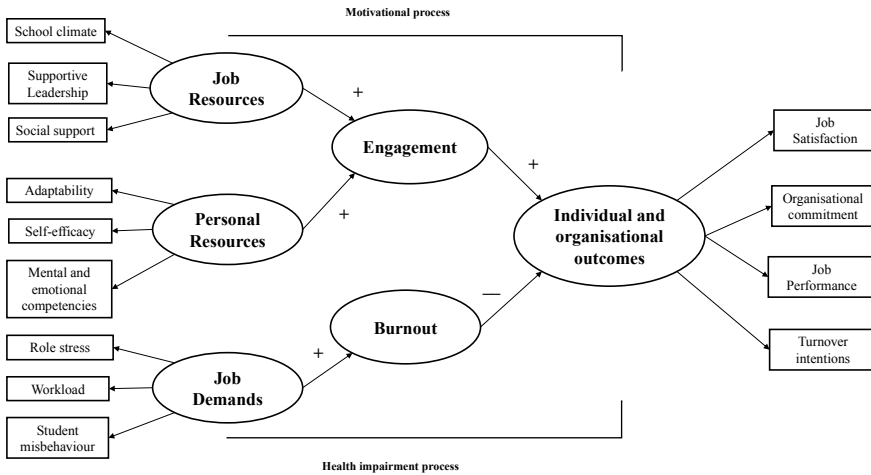 Motivational process
School climate
Supportive
Leadership
Social support
Job
Resources
+
Engagement
Adaptability
Self-efficacy
Mental and
emotional
competencies
Personal
Resources
+
+
Individual and
organisational
outcomes
Job
Satisfaction
Organisational
commitment
Job
Performance
Turnover
intentions
—
Burnout
+
Role stress
Workload
Student
misbehaviour
Job
Demands
Health impairment process